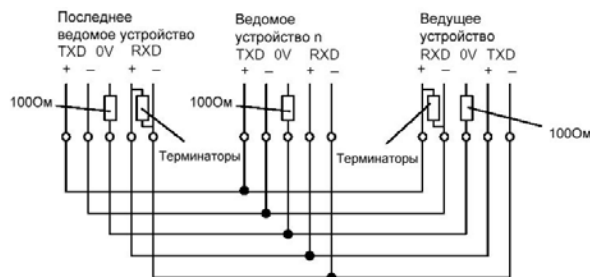 Последнее
ведомое устройство
TXD 0V RXD
+ – + –
Ведомое
устройство n
TXD 0V RXD
+ – + –
Ведущее
устройство
RXD 0V TXD
+ – + –
100Ом
Терминаторы
100Ом
Терминаторы
100Ом